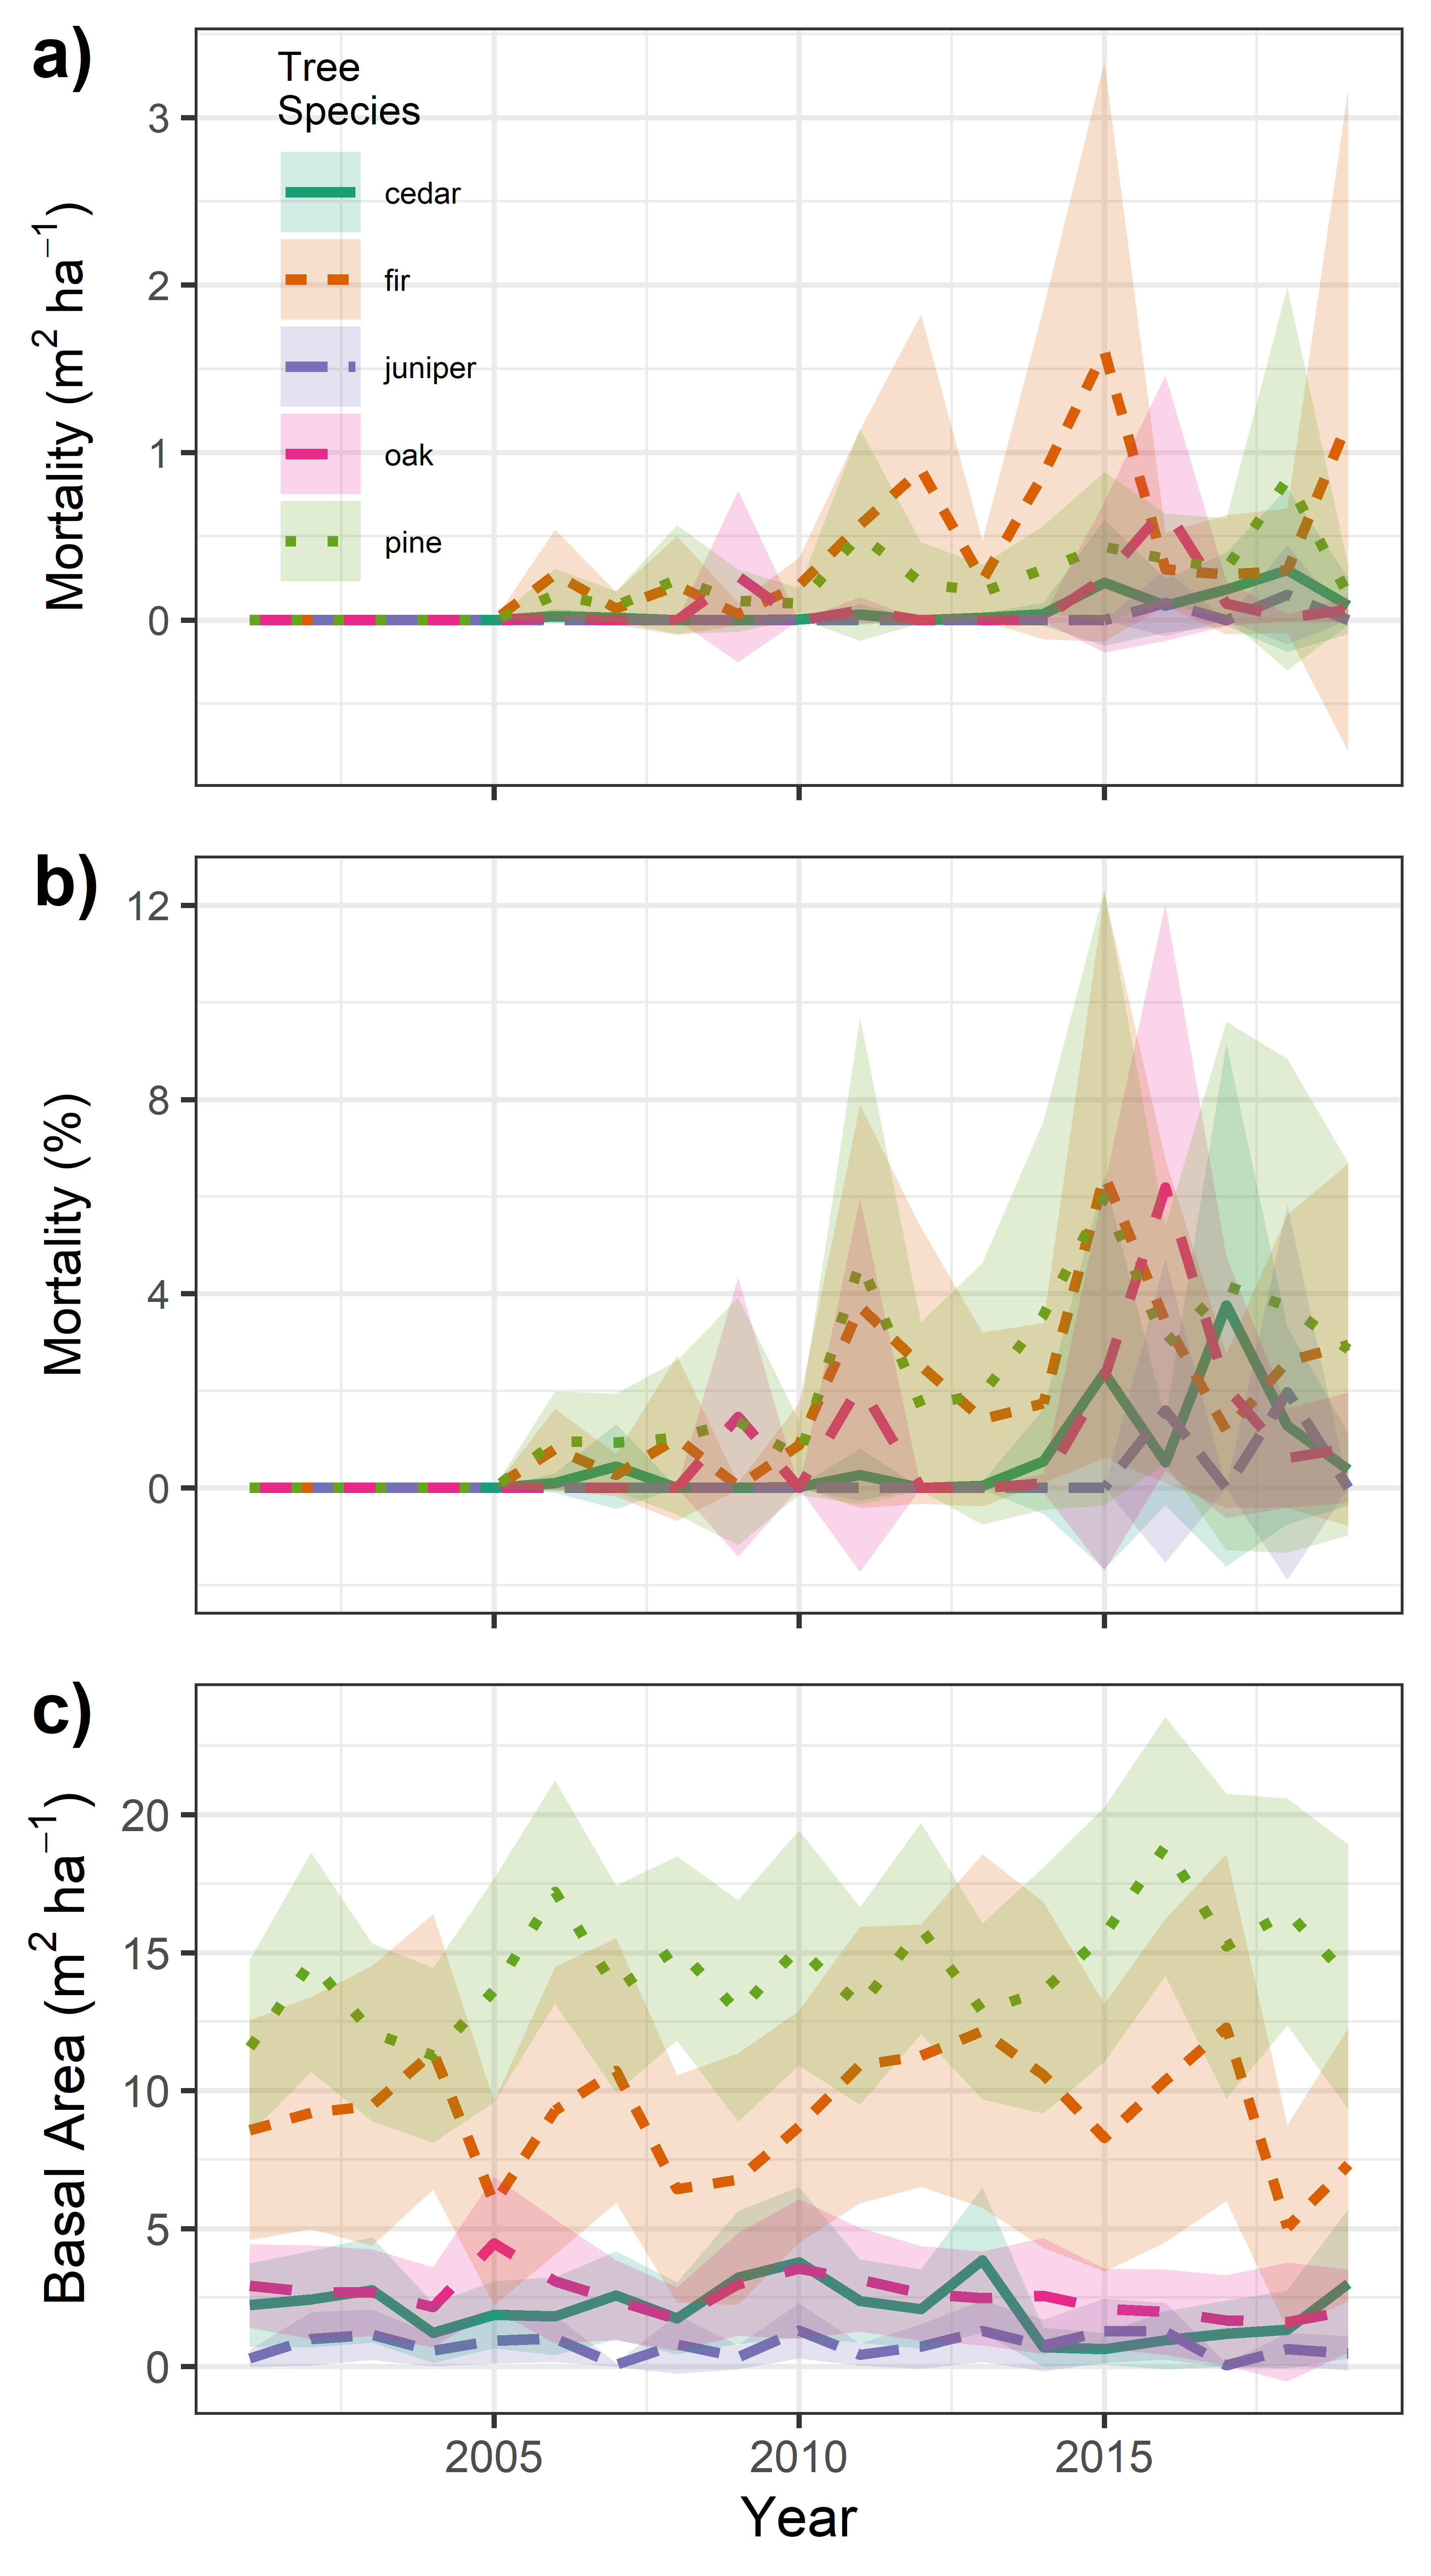 a)
Tree
Species
cedar
fir
juniper
oak
pine
3
2
1
0
Mortality (m² ha⁻¹)
b)
12
8
4
0
Mortality (%)
c)
20
15
10
5
0
Basal Area (m² ha⁻¹)
2005 2010 2015
Year